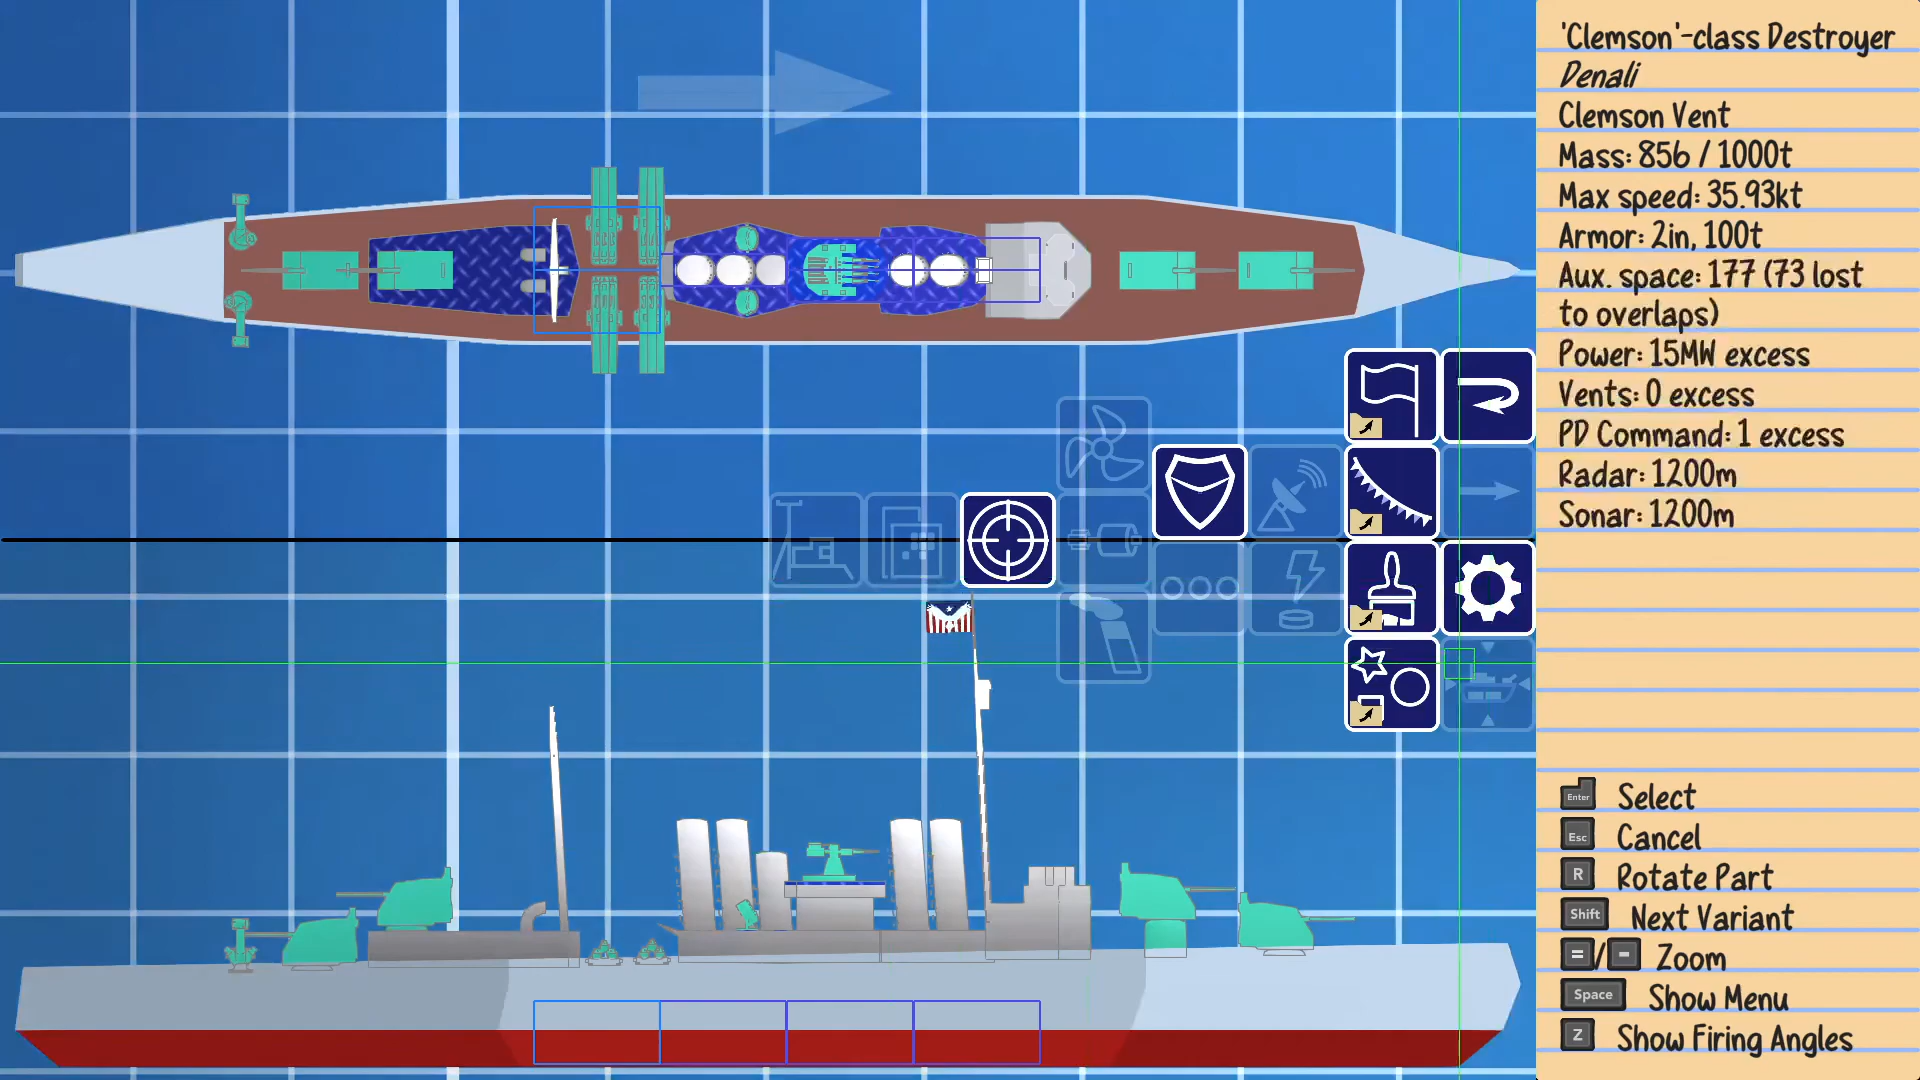 'Clemson'-class Destroyer
Denali
Clemson Vent
Mass: 856 / 1000t
Max speed: 35.93kt
Armor: 2in, 100t
Aux. space: 177 (73 lost
to overlaps)
Power: 15MW excess
Vents: 0 excess
PD Command: 1 excess
Radar: 1200m
Sonar: 1200m
Enter Select
Esc Cancel
R Rotate Part
Shift Next Variant
=/- Zoom
Space Show Menu
Z Show Firing Angles